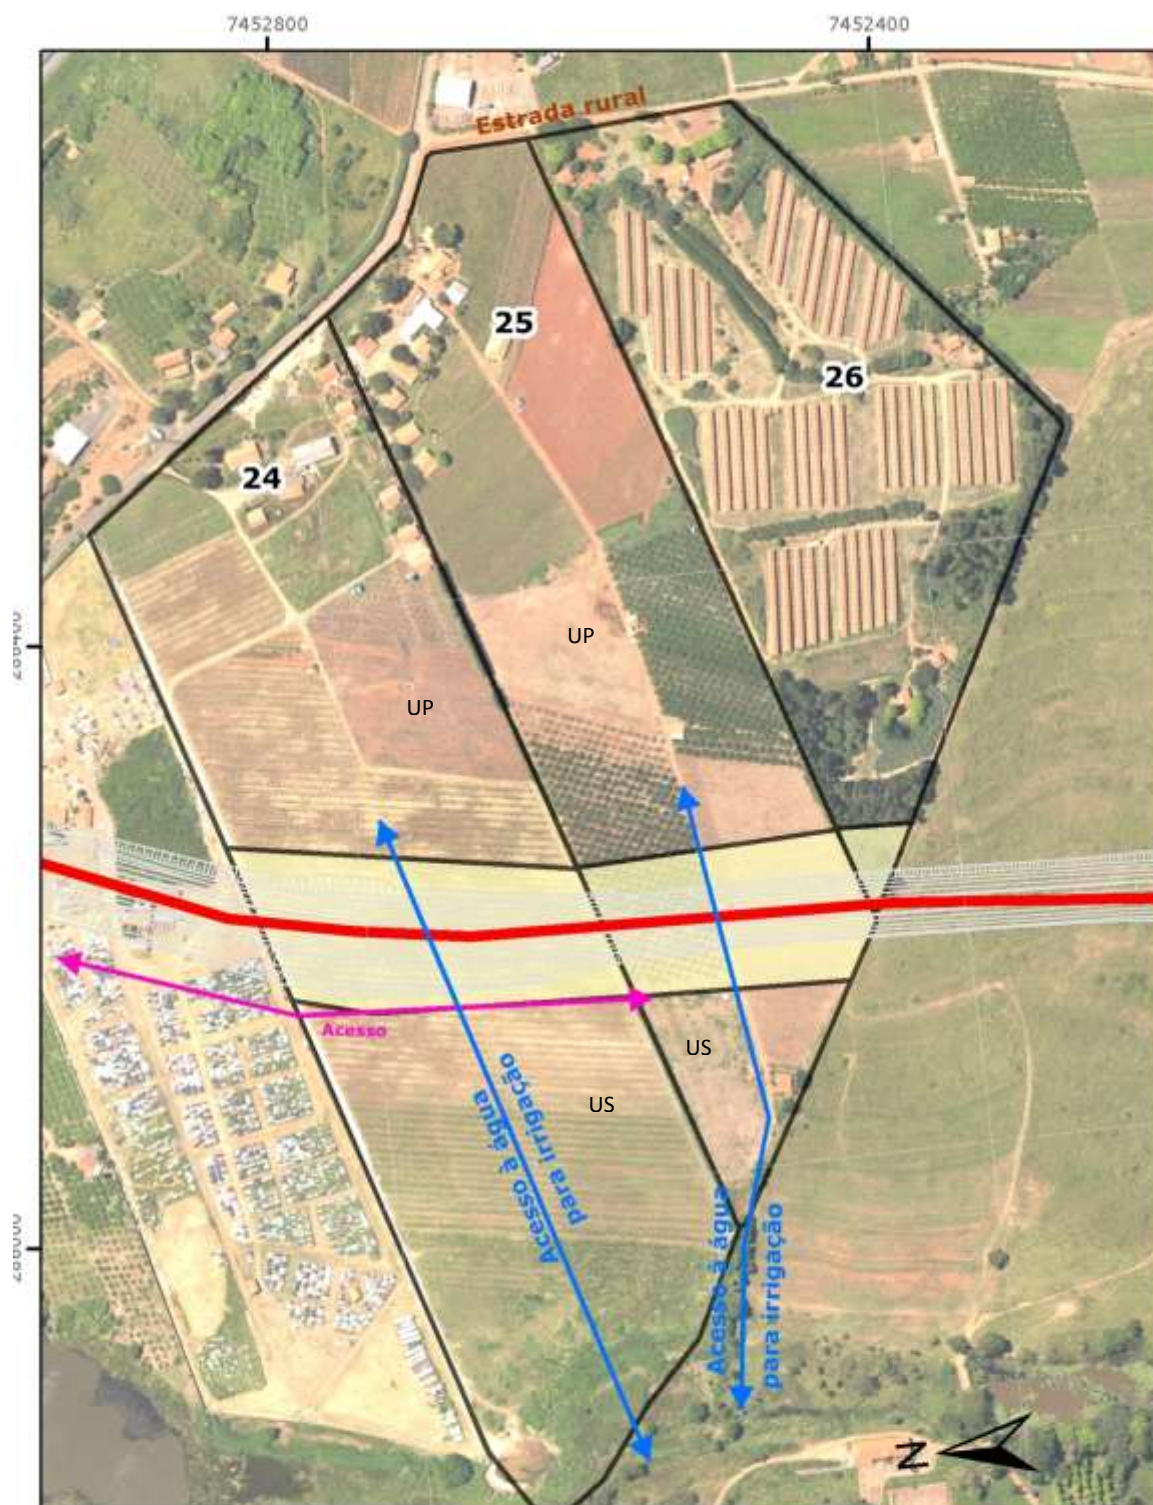 7452800
7452400
Estrada rural
25
26
24
UP
UP
Acesso
US
US
Acesso à água
para irrigação
Acesso à água
para irrigação
N